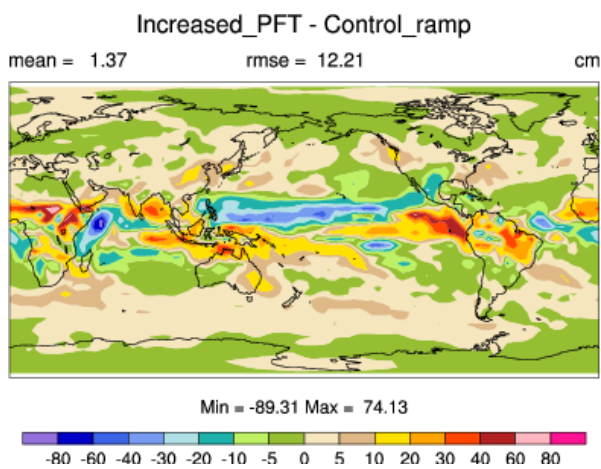 Increased_PFT - Control_ramp
mean = 1.37 rmse = 12.21 cm
Min = -89.31 Max = 74.13
-80 -60 -40 -30 -20 -10 -5 0 5 10 20 30 40 60 80